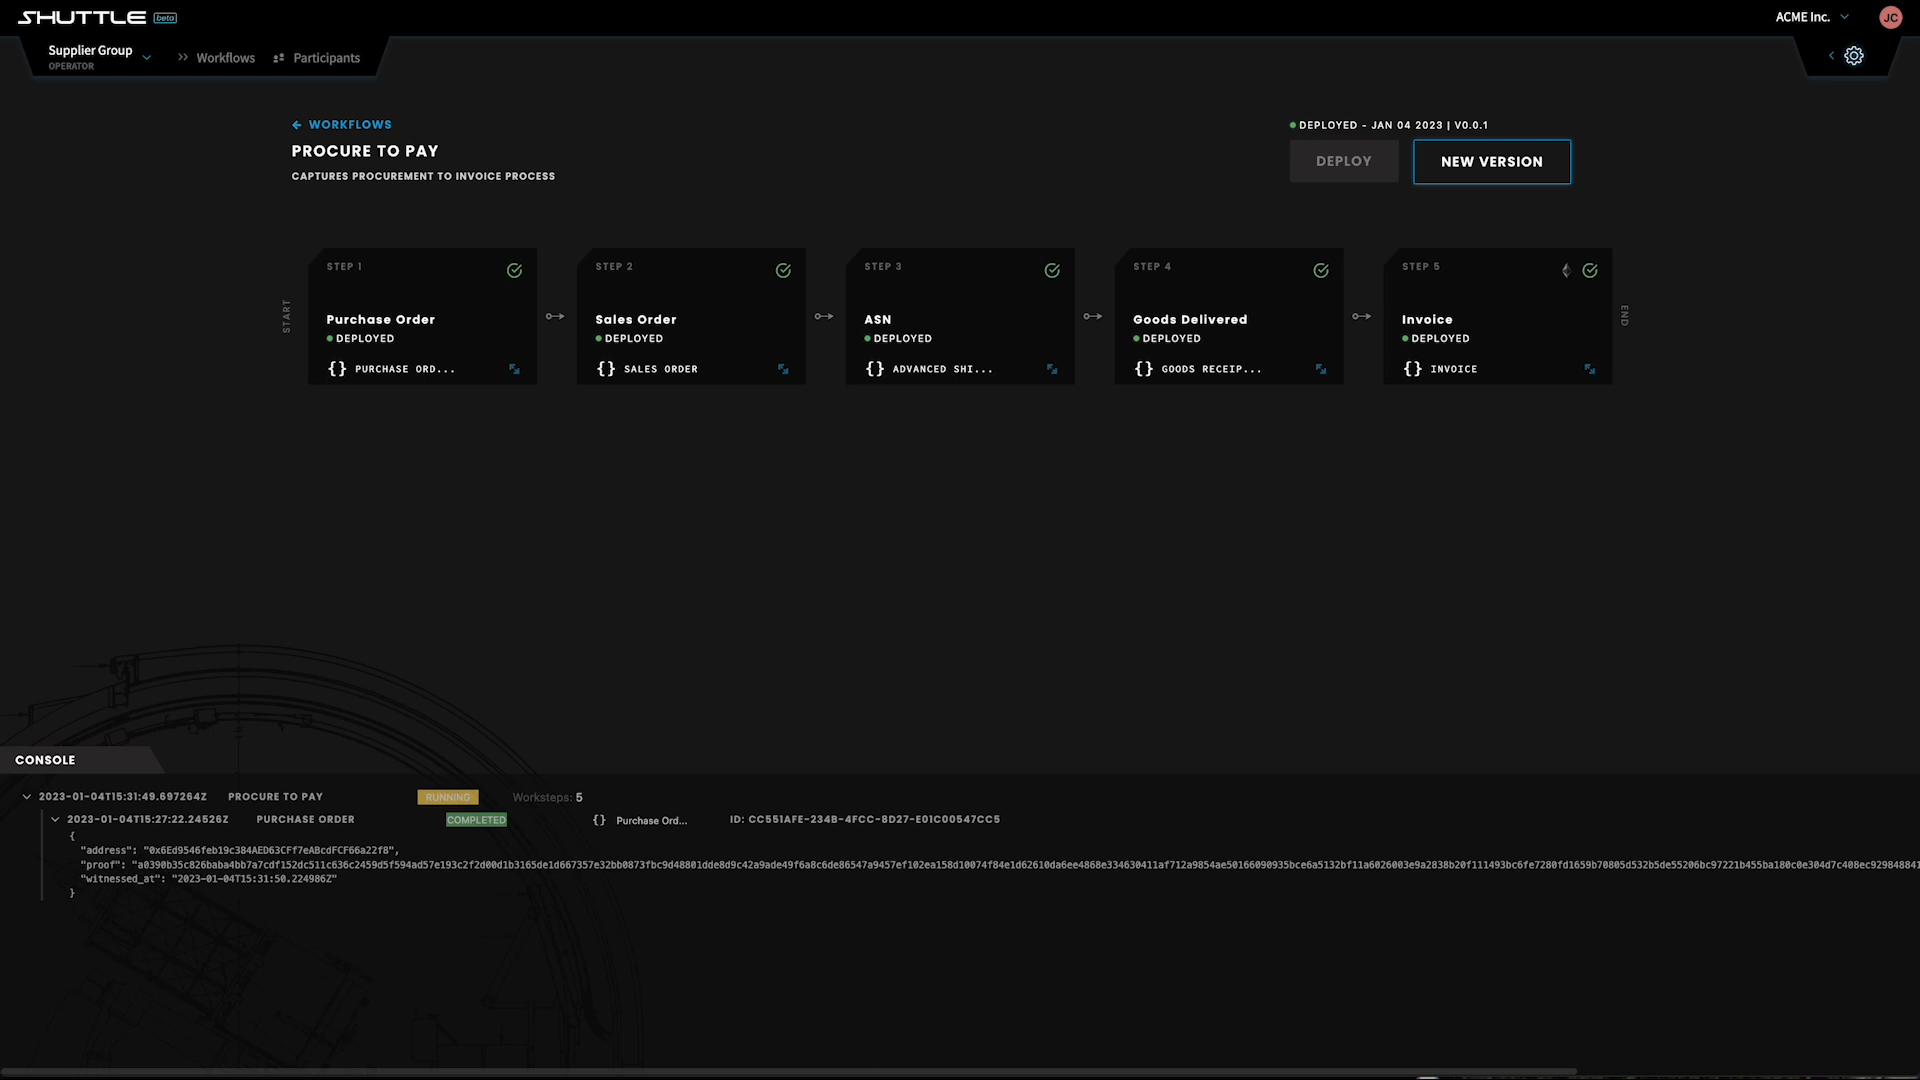 SHUTTLE beta
ACME Inc.
JC
Supplier Group
OPERATOR
Workflows
Participants
WORKFLOWS
PROCURE TO PAY
CAPTURES PROCUREMENT TO INVOICE PROCESS
DEPLOYED - JAN 04 2023 | V0.0.1
DEPLOY
NEW VERSION
START
STEP 1
Purchase Order
DEPLOYED
{} PURCHASE ORD...
STEP 2
Sales Order
DEPLOYED
{} SALES ORDER
STEP 3
ASN
DEPLOYED
{} ADVANCED SHI...
STEP 4
Goods Delivered
DEPLOYED
{} GOODS RECEIP...
STEP 5
Invoice
DEPLOYED
{} INVOICE
END
CONSOLE
2023-01-04T15:31:49.697264Z PROCURE TO PAY RUNNING Worksteps: 5
2023-01-04T15:27:22.24526Z PURCHASE ORDER COMPLETED {} Purchase Ord... ID: CC551AFE-234B-4FCC-8D27-E01C00547CC5
{
"address": "0x6Ed9546feb19c384AED63CFf7eABcdFCF66a22f8",
"proof":
"witnessed_at": "2023-01-04T15:31:50.224986Z"
}